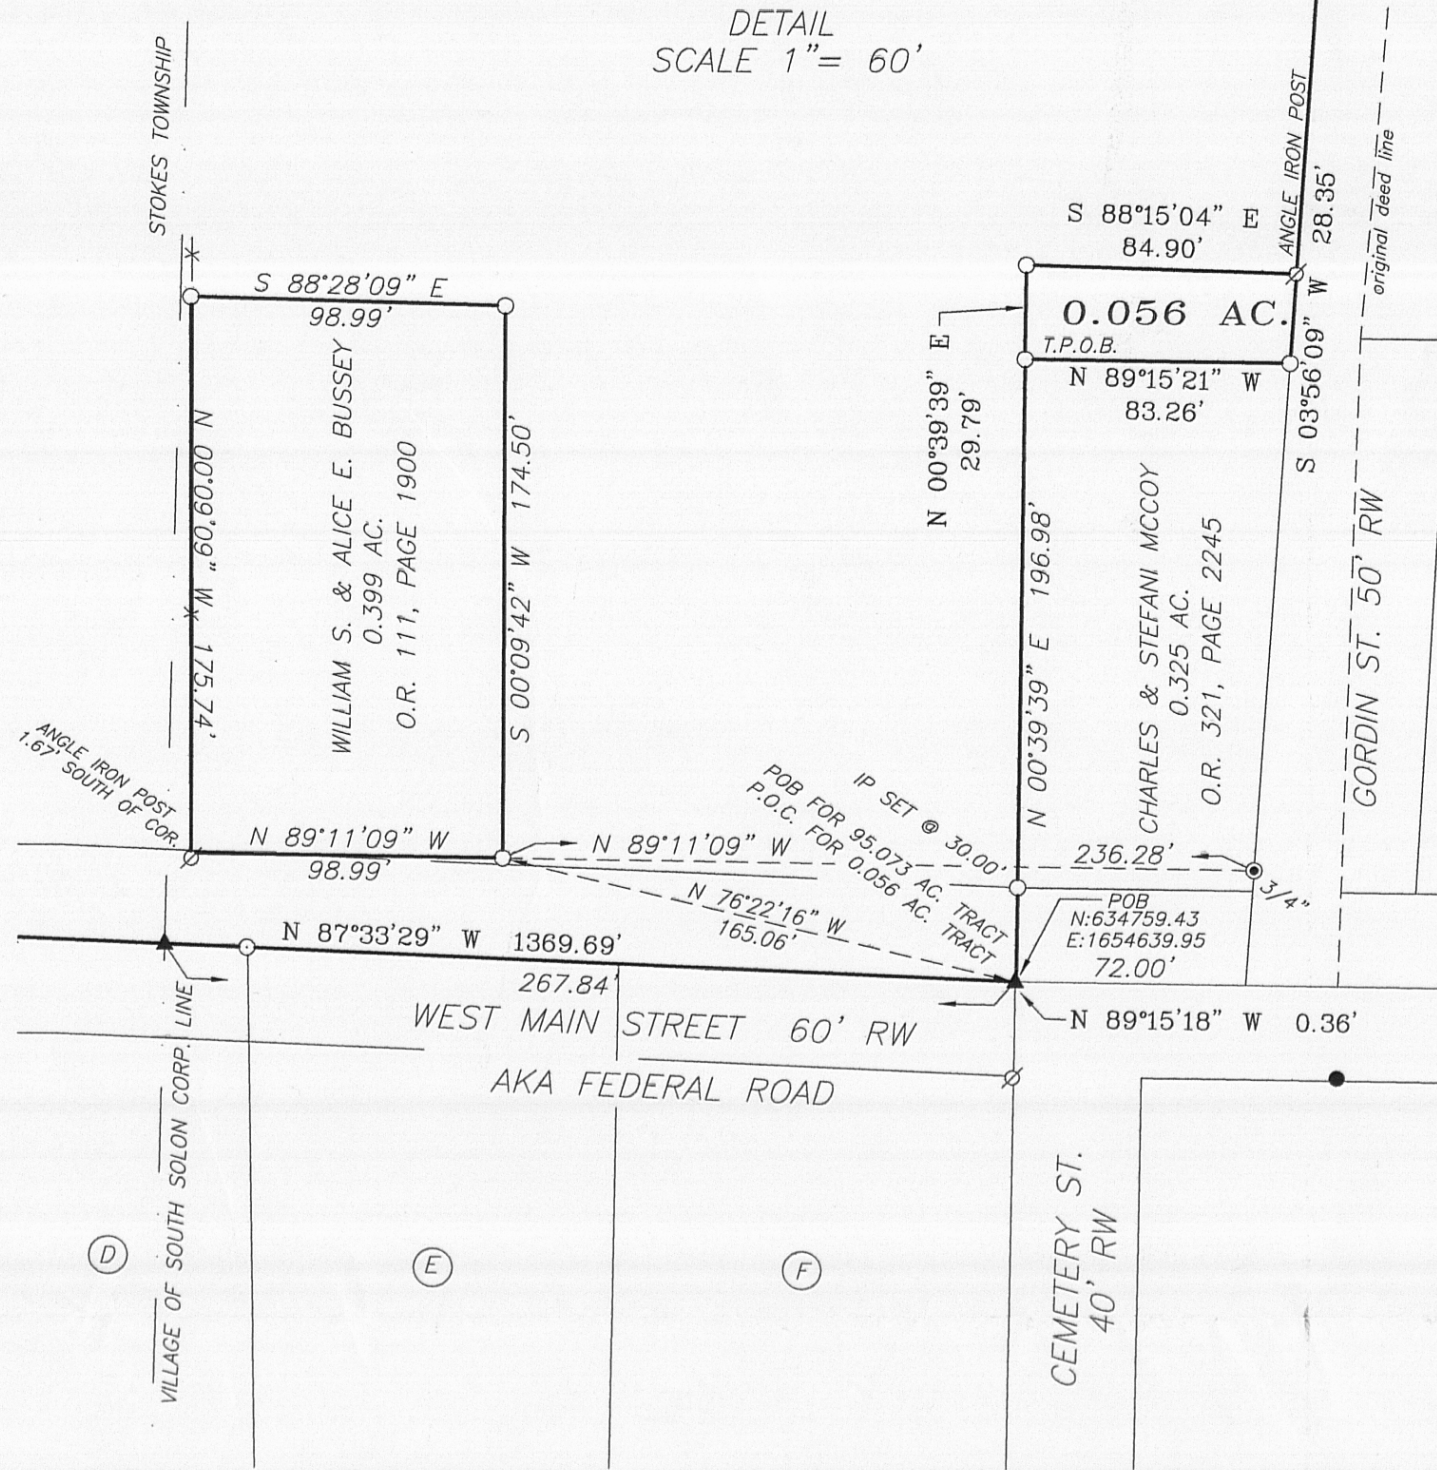 DETAIL
SCALE 1"= 60'
STOKES TOWNSHIP
ANGLE IRON POST
28.35'
original deed line
S 88°15'04" E
84.90'
0.056 AC.
T.P.O.B.
N 89°15'21" W
83.26'
S 03°56'09" W
N 00°39'39" E
29.79'
S 88°28'09" E
98.99'
N 00°09'09" W 175.74'
WILLIAM S. & ALICE E. BUSSEY
0.399 AC.
O.R. 111, PAGE 1900
S 00°09'42" W 174.50'
N 00°39'39" E 196.98'
CHARLES & STEFANI MCCOY
0.325 AC.
O.R. 321, PAGE 2245
GORDIN ST. 50' RW
ANGLE IRON POST
1.67' SOUTH OF COR.
N 89°11'09" W
98.99'
N 89°11'09" W
236.28'
3/4"
IP SET @ 30.00'
POB FOR 95.073 AC. TRACT
P.O.C. FOR 0.056 AC. TRACT
N 76°22'16" W
165.06'
POB
N:634759.43
E:1654639.95
72.00'
N 87°33'29" W 1369.69'
267.84'
N 89°15'18" W 0.36'
WEST MAIN STREET 60' RW
AKA FEDERAL ROAD
VILLAGE OF SOUTH SOLON CORP. LINE
D
E
F
CEMETERY ST.
40' RW